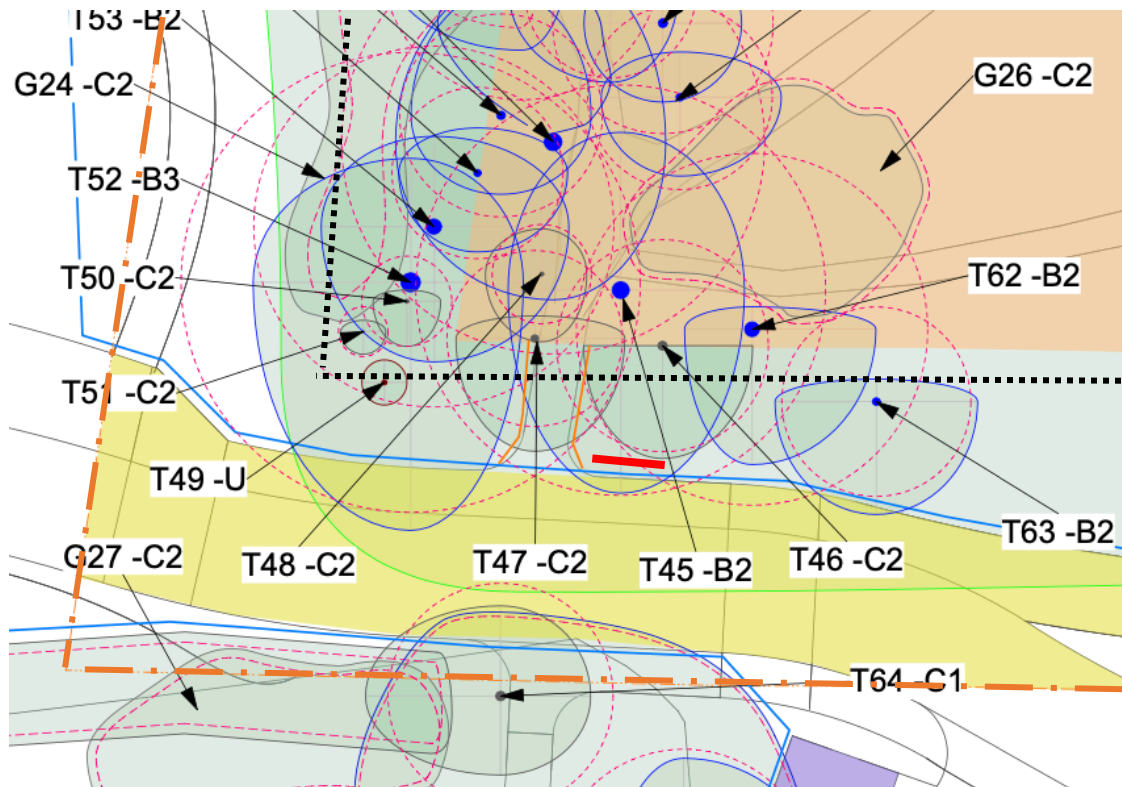 T53 -B2
G24 -C2
G26 -C2
T52 -B3
T50 -C2
T62 -B2
T51 -C2
T49 -U
T63 -B2
G27 -C2
T48 -C2
T47 -C2
T45 -B2
T46 -C2
T64 -C1